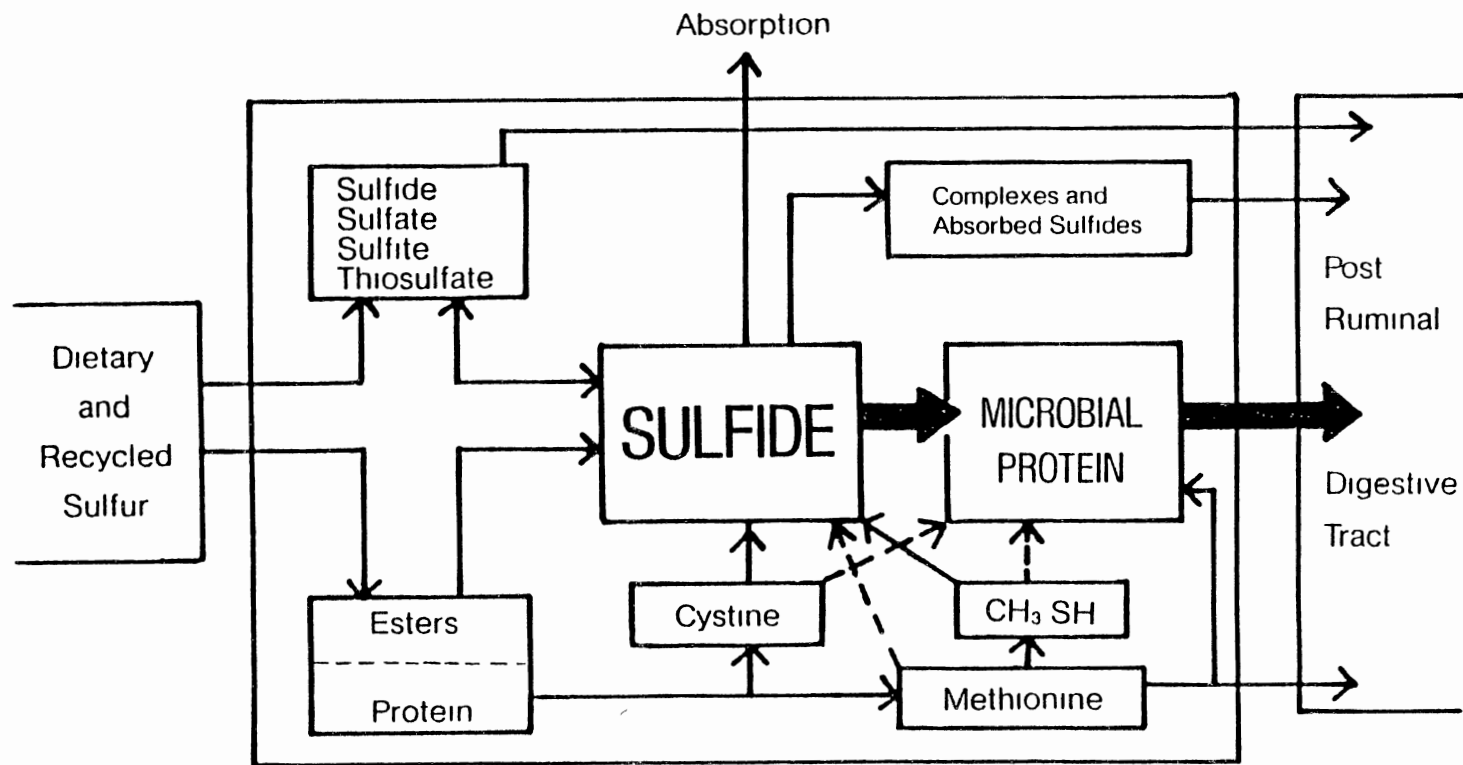 Absorption
Sulfide
Sulfate
Sulfite
Thiosulfate
Complexes and
Absorbed Sulfides
Post
Ruminal
Digestive
Tract
Dietary
and
Recycled
Sulfur
SULFIDE
MICROBIAL
PROTEIN
Esters
Protein
Cystine
CH₃ SH
Methionine